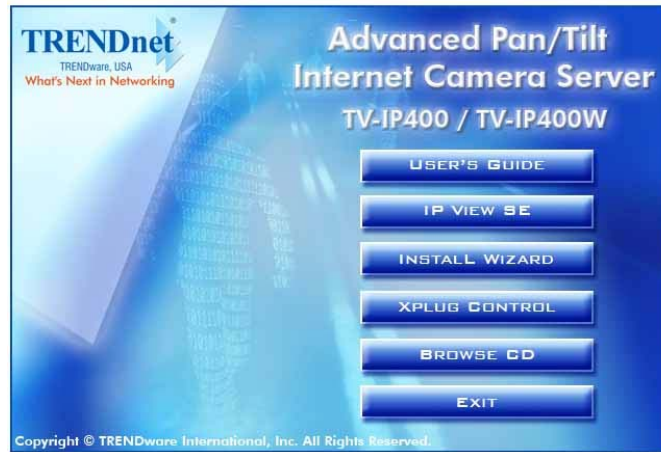 TRENDnet®
TRENDware, USA
What's Next in Networking
Advanced Pan/Tilt
Internet Camera Server
TV-IP400 / TV-IP400W
USER'S GUIDE
IP VIEW SE
INSTALL WIZARD
XPLUG CONTROL
BROWSE CD
EXIT
Copyright © TRENDware International, Inc. All Rights Reserved.